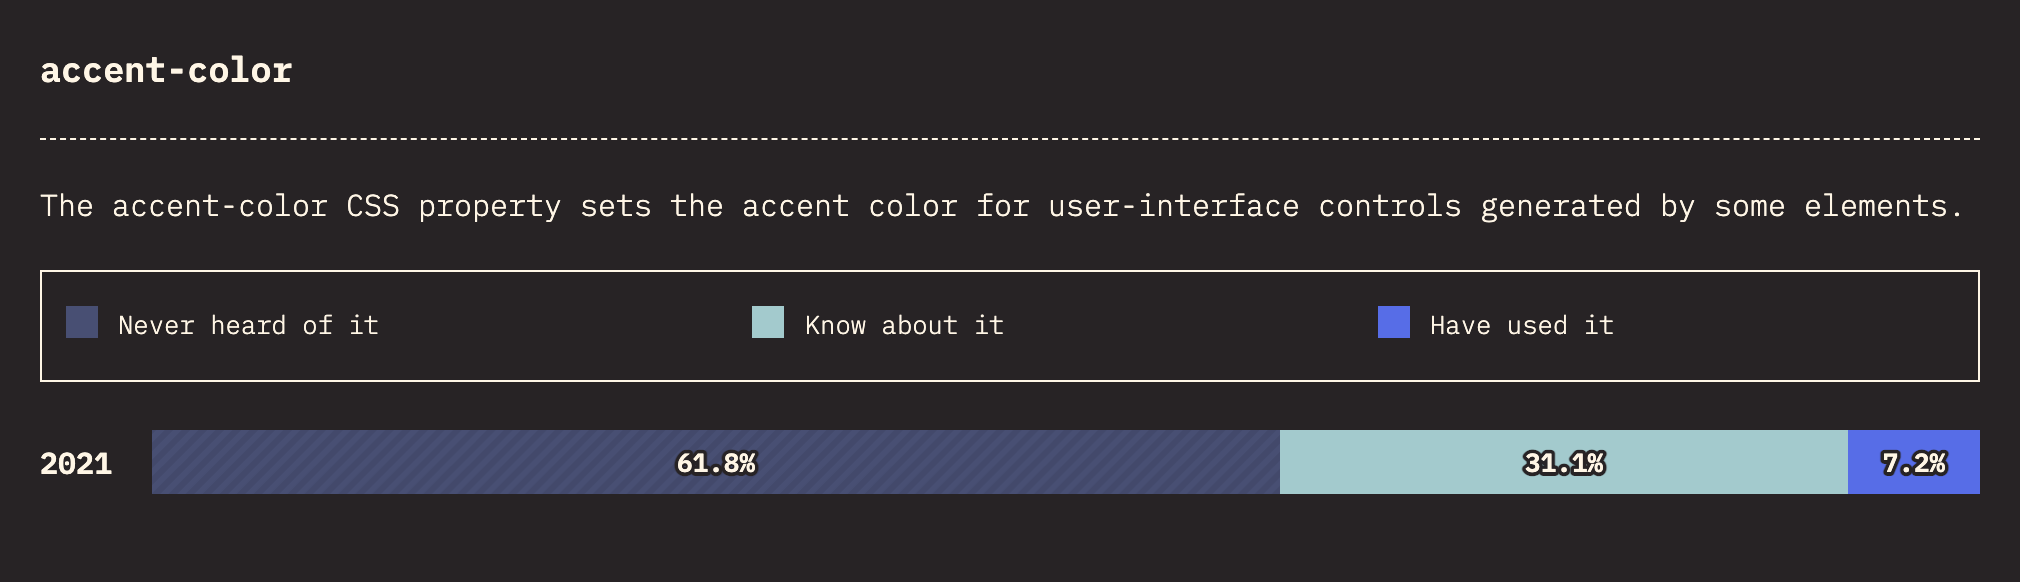 accent-color
The accent-color CSS property sets the accent color for user-interface controls generated by some elements.
Never heard of it Know about it Have used it
2021 61.8% 31.1% 7.2%